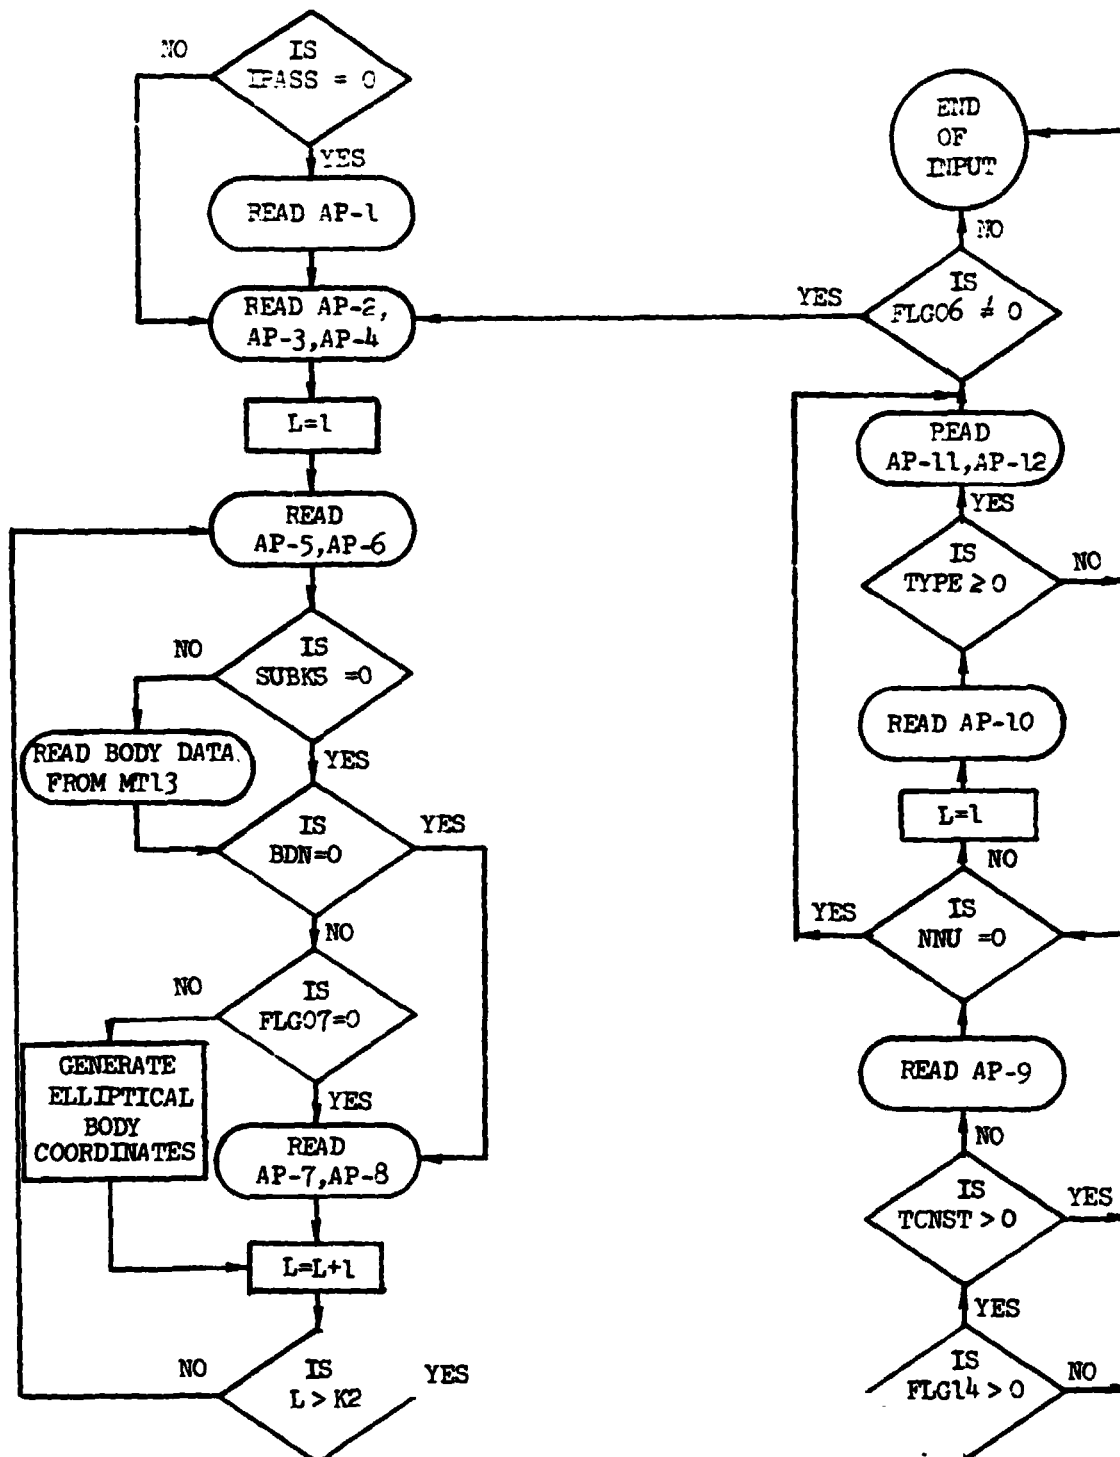 NO
IS
IPASS = 0
YES
READ AP-1
READ AP-2,
AP-3,AP-4
L=1
READ
AP-5,AP-6
NO
IS
SUBKS =0
READ BODY DATA
FROM MT13
YES
IS
BDN=0
YES
NO
NO
IS
FLG07=0
GENERATE
ELLIPTICAL
BODY
COORDINATES
YES
READ
AP-7,AP-8
L=L+1
NO
IS
L > K2
YES
END
OF
INPUT
NO
YES
IS
FLG06 ≠ 0
READ
AP-11,AP-12
YES
IS
TYPE ≥ 0
NO
READ AP-10
L=1
NO
YES
IS
NNU =0
READ AP-9
NO
IS
TCNST > 0
YES
YES
IS
FLG14 > 0
NO